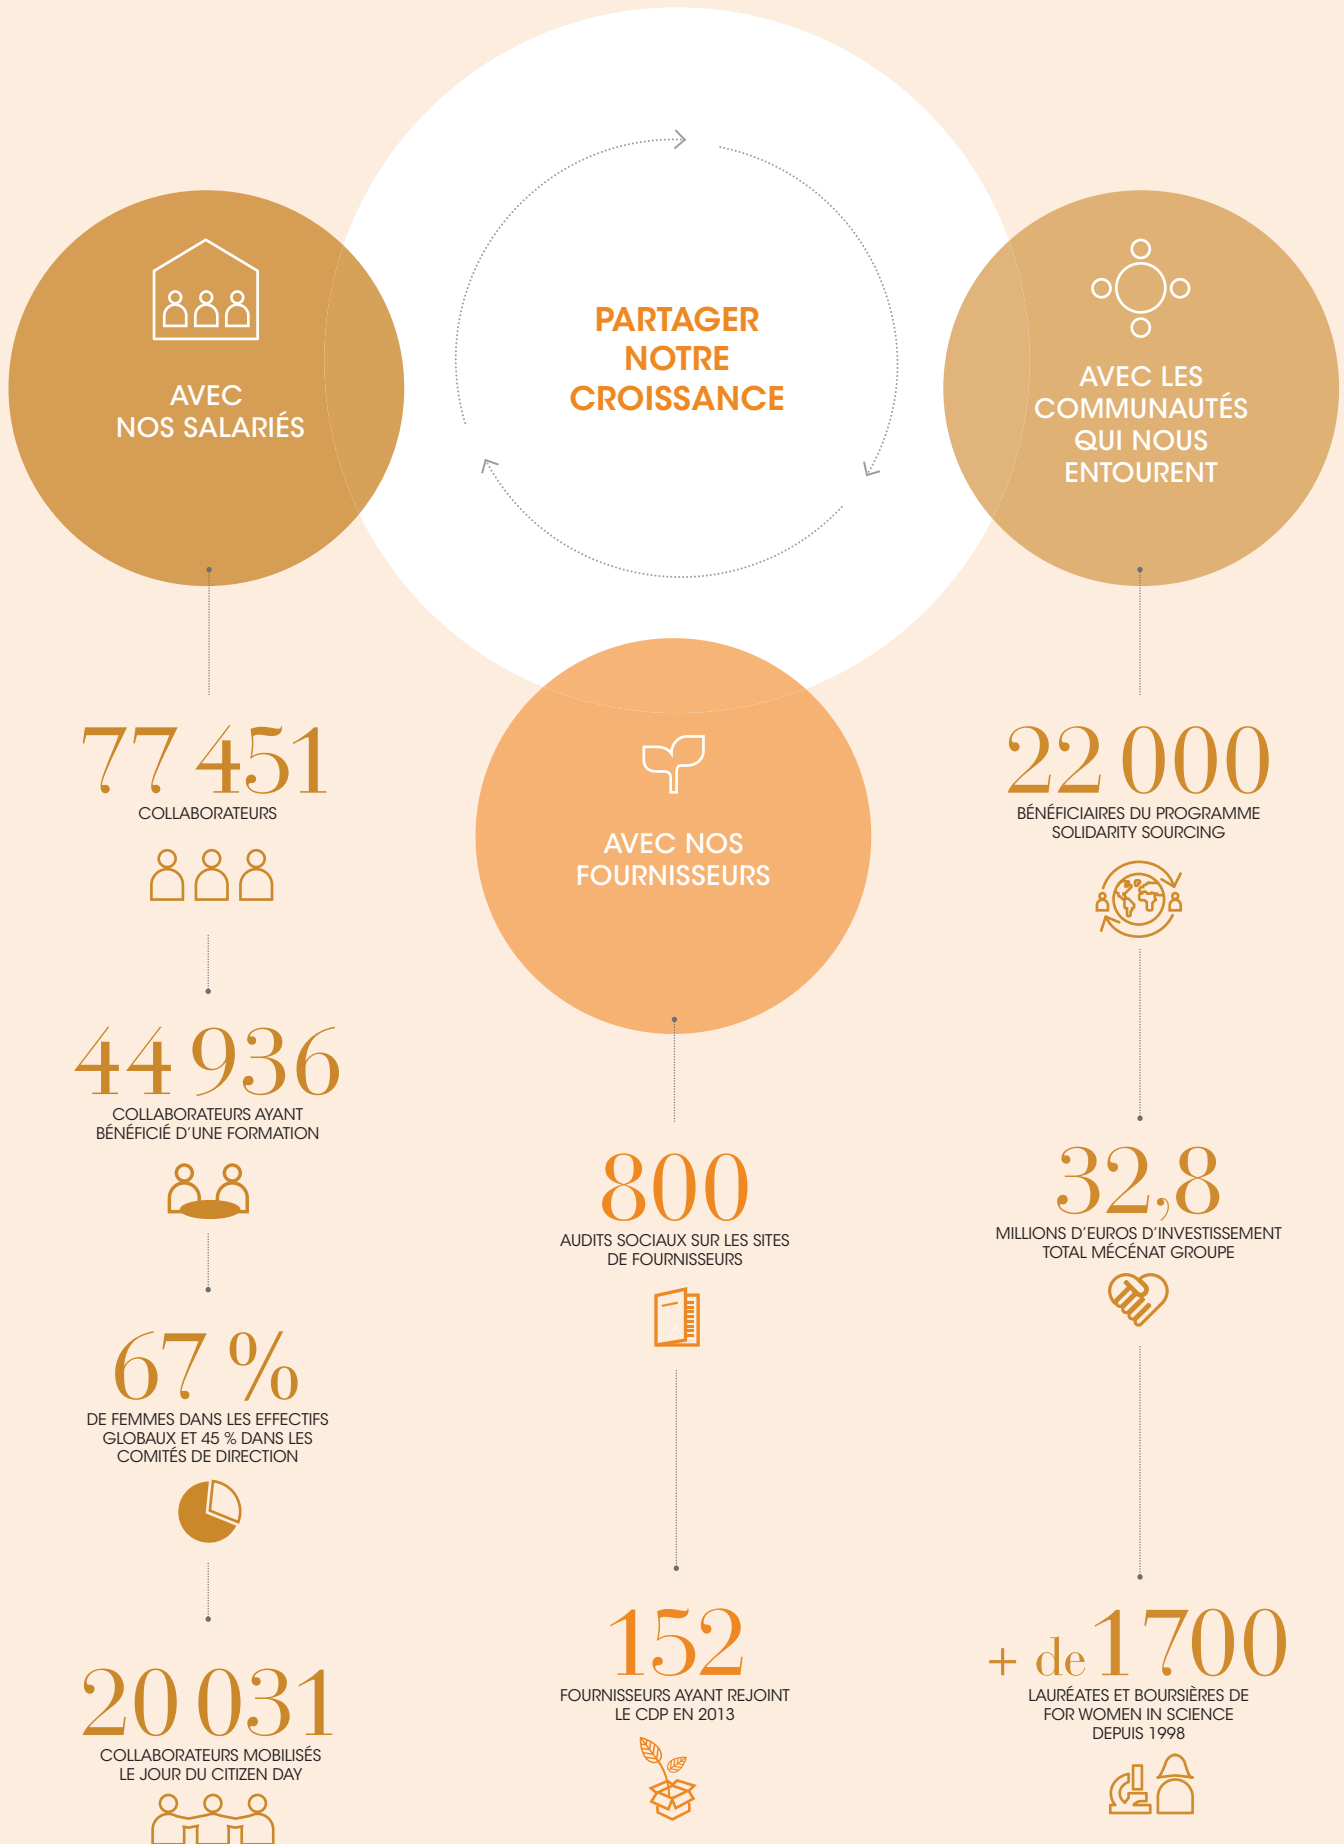 PARTAGER
NOTRE
CROISSANCE
AVEC
NOS SALARIÉS
77 451
COLLABORATEURS
44 936
COLLABORATEURS AYANT
BÉNÉFICIÉ D’UNE FORMATION
67 %
DE FEMMES DANS LES EFFECTIFS
GLOBAUX ET 45 % DANS LES
COMITÉS DE DIRECTION
20 031
COLLABORATEURS MOBILISÉS
LE JOUR DU CITIZEN DAY
AVEC NOS
FOURNISSEURS
800
AUDITS SOCIAUX SUR LES SITES
DE FOURNISSEURS
152
FOURNISSEURS AYANT REJOINT
LE CDP EN 2013
AVEC LES
COMMUNAUTÉS
QUI NOUS
ENTOURENT
22 000
BÉNÉFICIAIRES DU PROGRAMME
SOLIDARITY SOURCING
32,8
MILLIONS D’EUROS D’INVESTISSEMENT
TOTAL MÉCÉNAT GROUPE
+ de 1 700
LAURÉATES ET BOURSIÈRES DE
FOR WOMEN IN SCIENCE
DEPUIS 1998